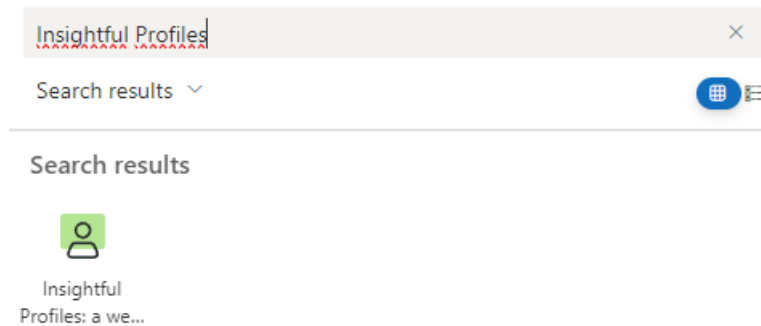 Insightful Profiles
Search results
Search results
Insightful
Profiles: a we...